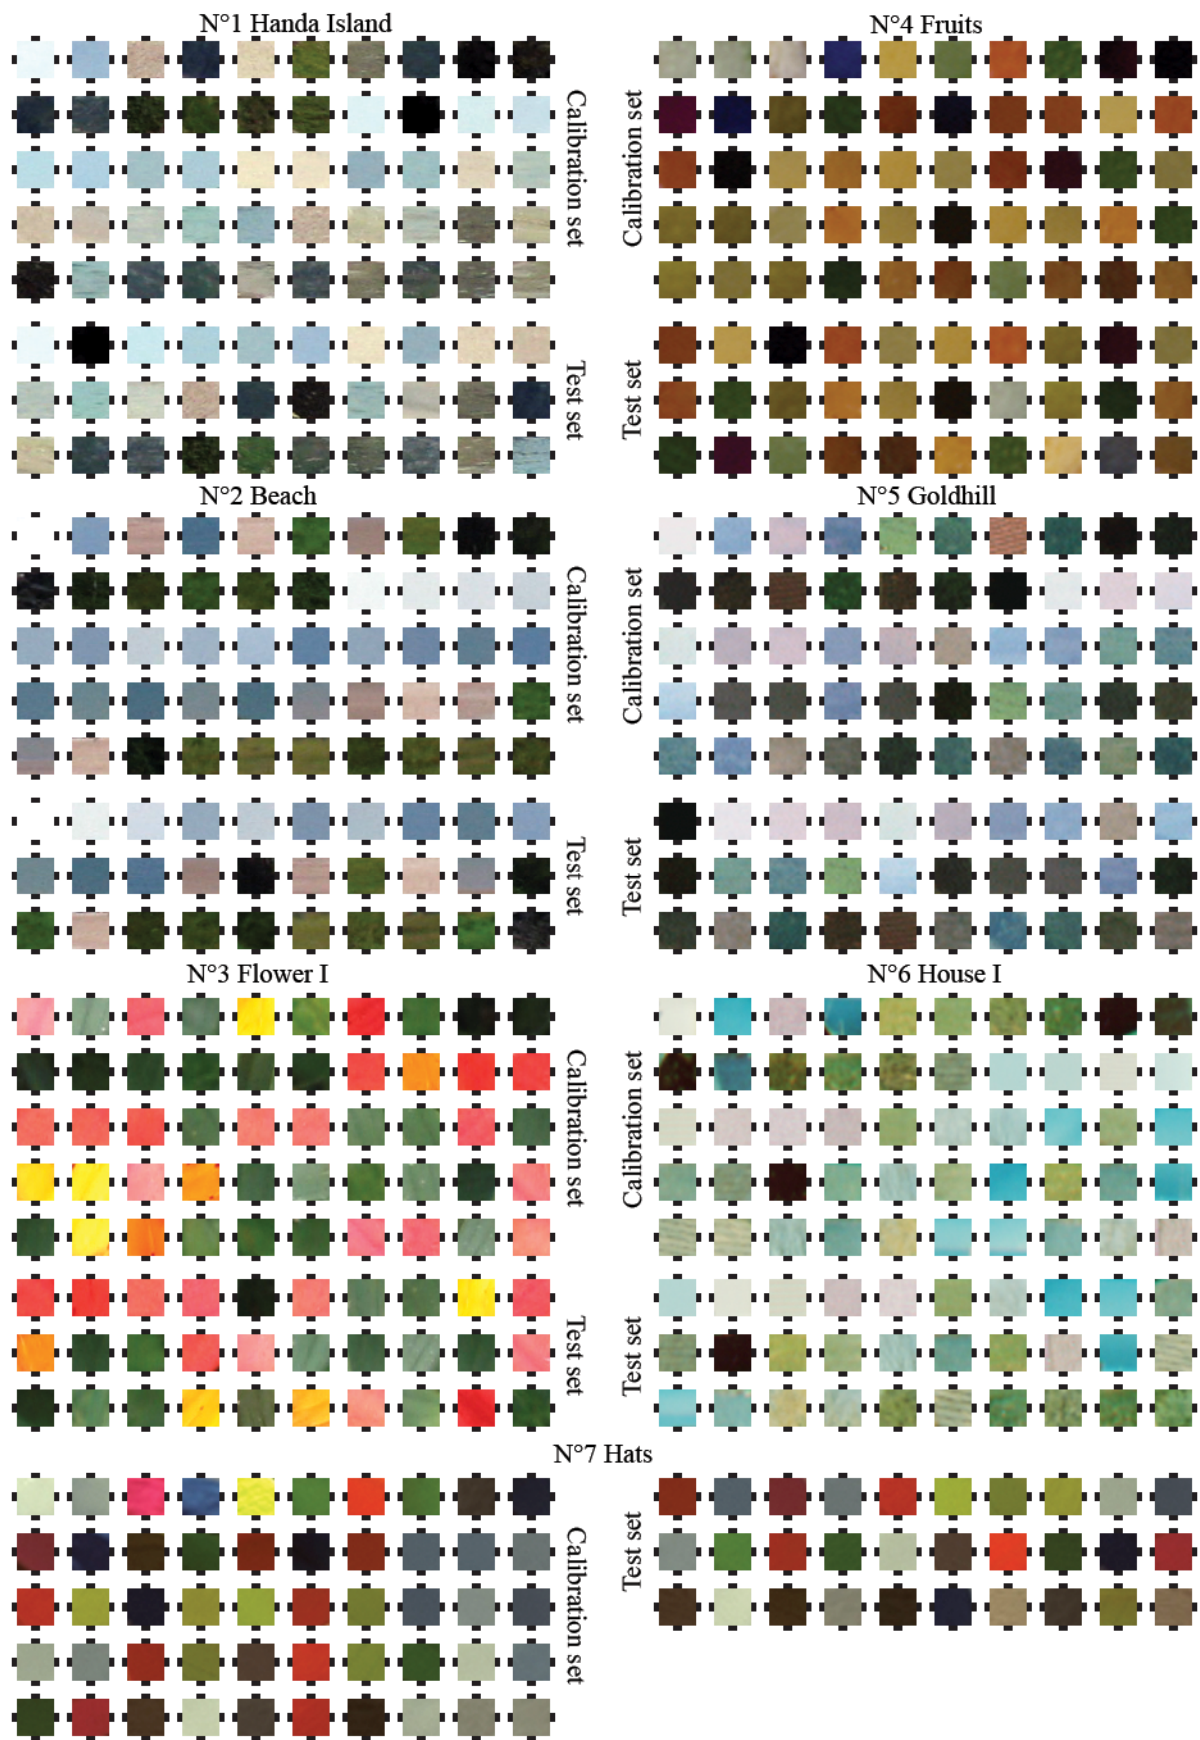 N°1 Handa Island
Calibration set
Test set
N°2 Beach
Calibration set
Test set
N°3 Flower I
Calibration set
Test set
N°4 Fruits
Calibration set
Test set
N°5 Goldhill
Calibration set
Test set
N°6 House I
Calibration set
Test set
N°7 Hats
Calibration set
Test set